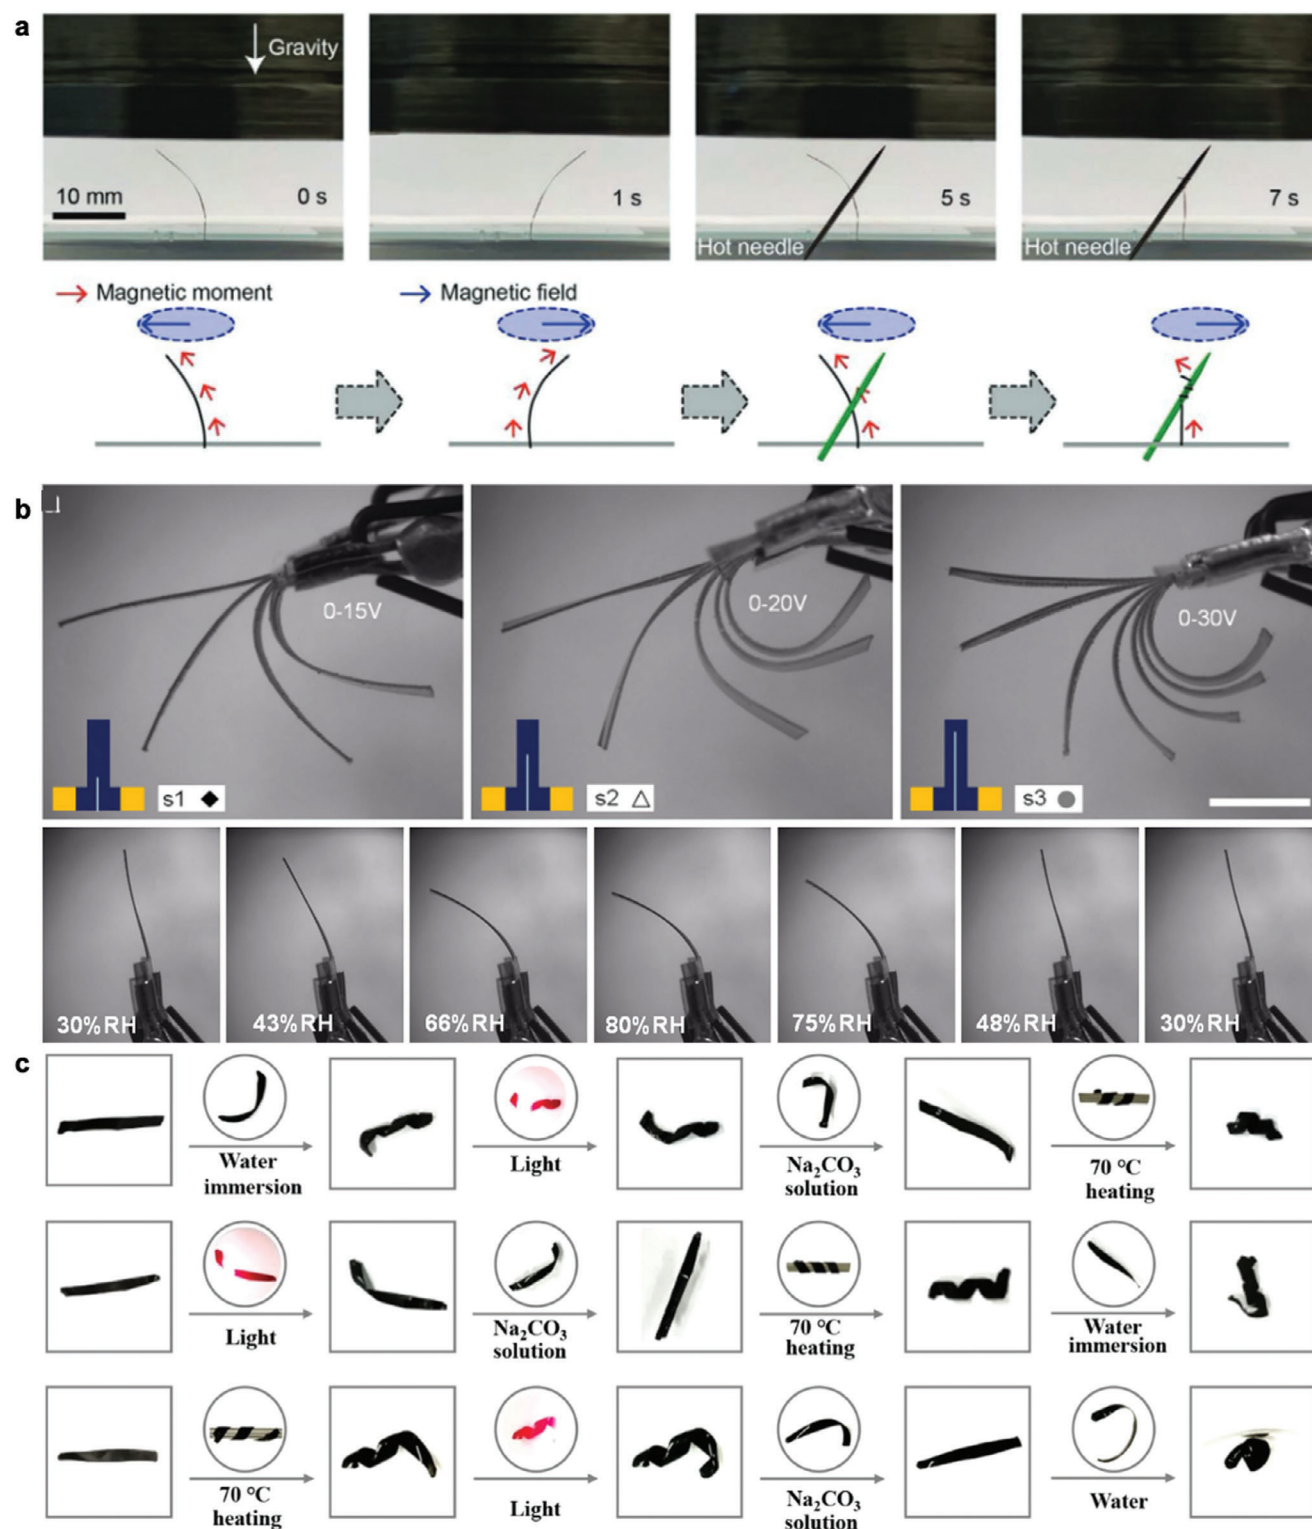 a
Gravity
10 mm
0 s
1 s
5 s
Hot needle
7 s
Hot needle
Magnetic moment
Magnetic field
b
0-15V
s1
0-20V
s2
0-30V
s3
30%RH
43%RH
66%RH
80%RH
75%RH
48%RH
30%RH
c
Water
immersion
Light
Na₂CO₃
solution
70 °C
heating
Light
Na₂CO₃
solution
70 °C
heating
Water
immersion
70 °C
heating
Light
Na₂CO₃
solution
Water